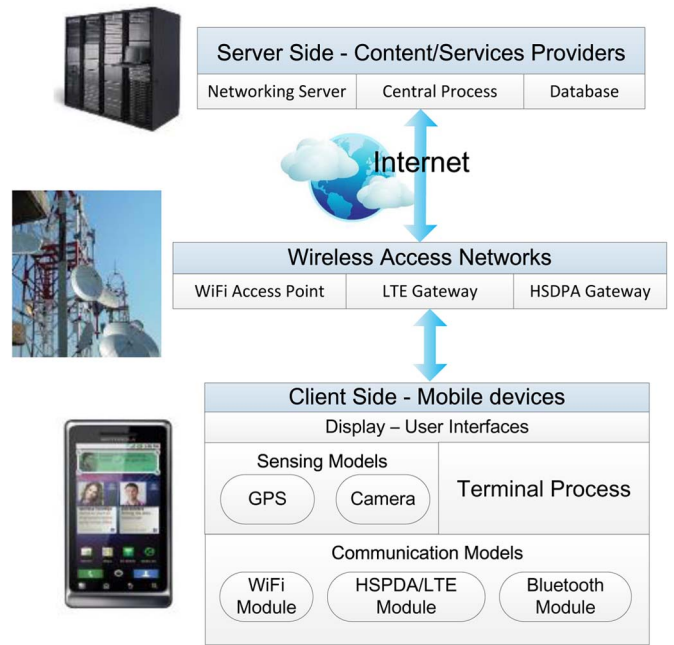 Server Side - Content/Services Providers
Networking Server
Central Process
Database
Internet
Wireless Access Networks
WiFi Access Point
LTE Gateway
HSDPA Gateway
Client Side - Mobile devices
Display – User Interfaces
Sensing Models
GPS
Camera
Terminal Process
Communication Models
WiFi
Module
HSPDA/LTE
Module
Bluetooth
Module